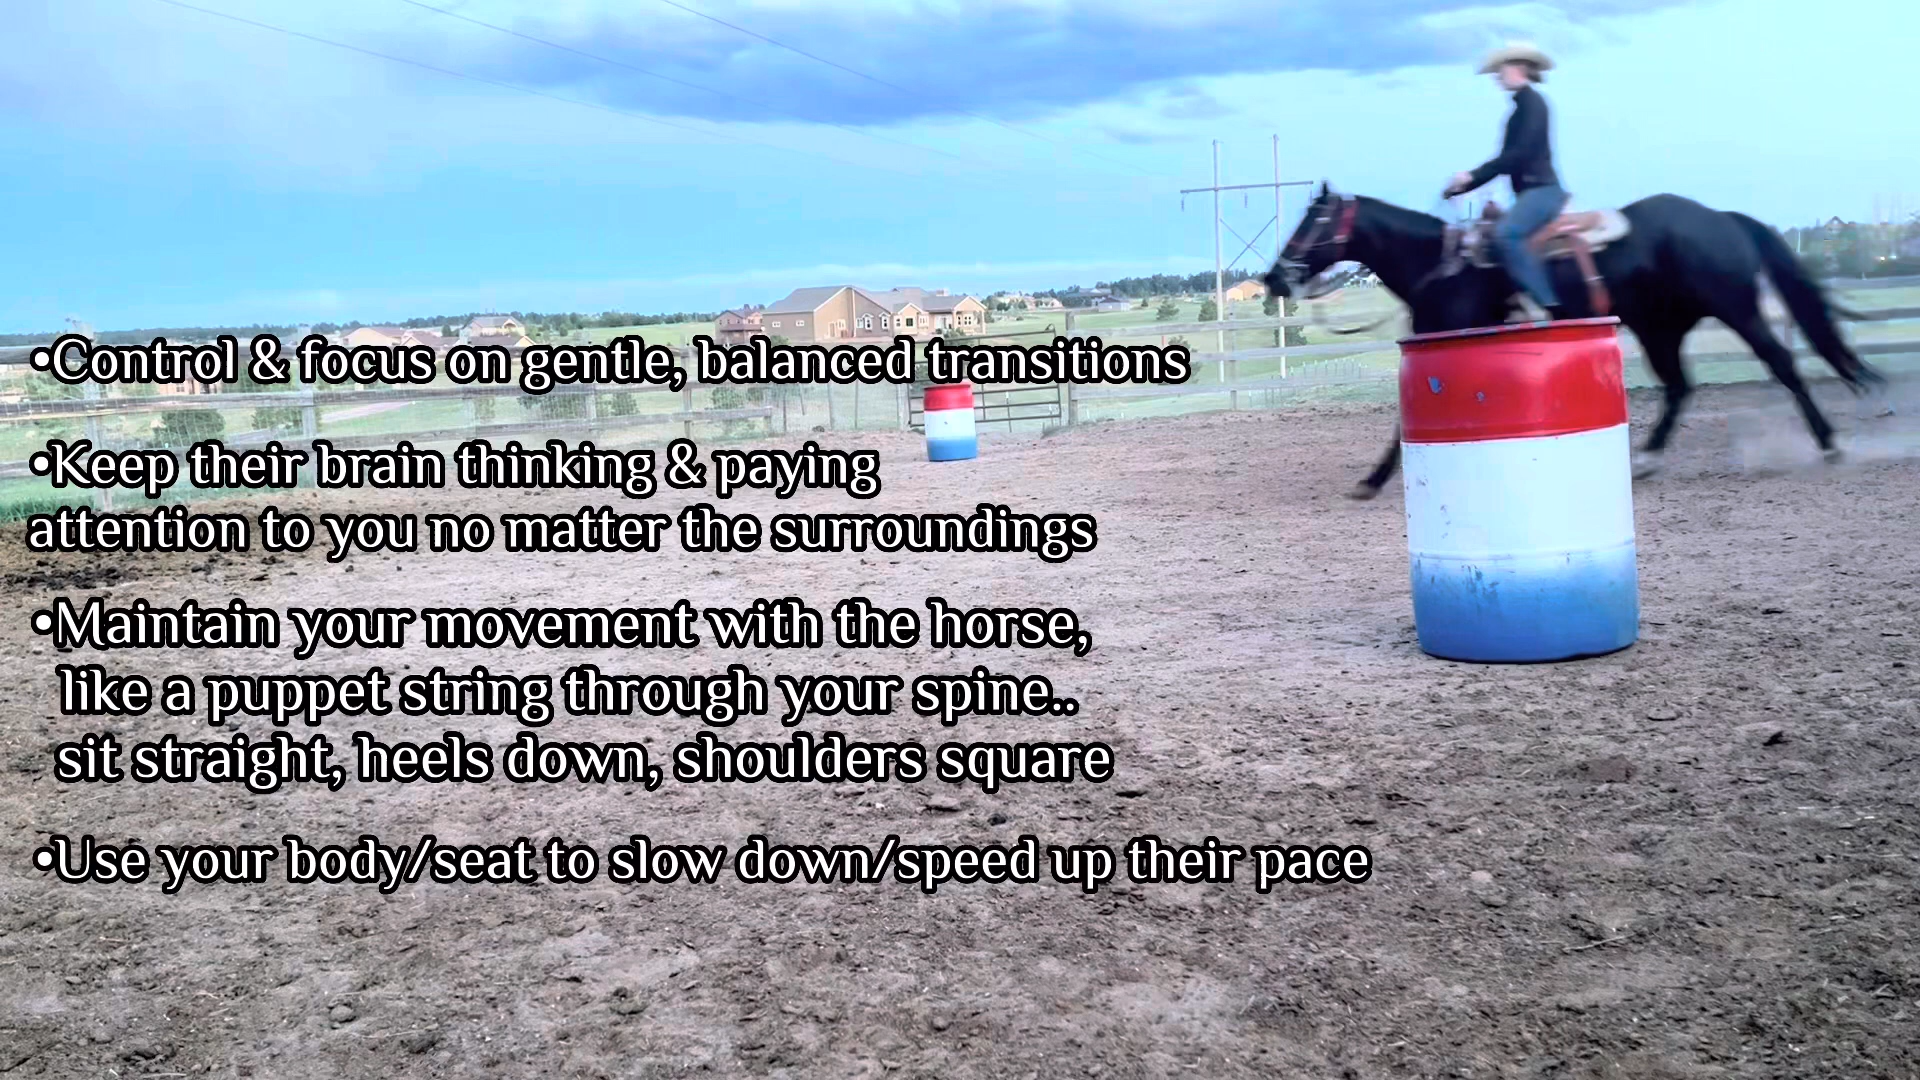 •Control & focus on gentle, balanced transitions
•Keep their brain thinking & paying
attention to you no matter the surroundings
•Maintain your movement with the horse,
like a puppet string through your spine..
sit straight, heels down, shoulders square
•Use your body/seat to slow down/speed up their pace